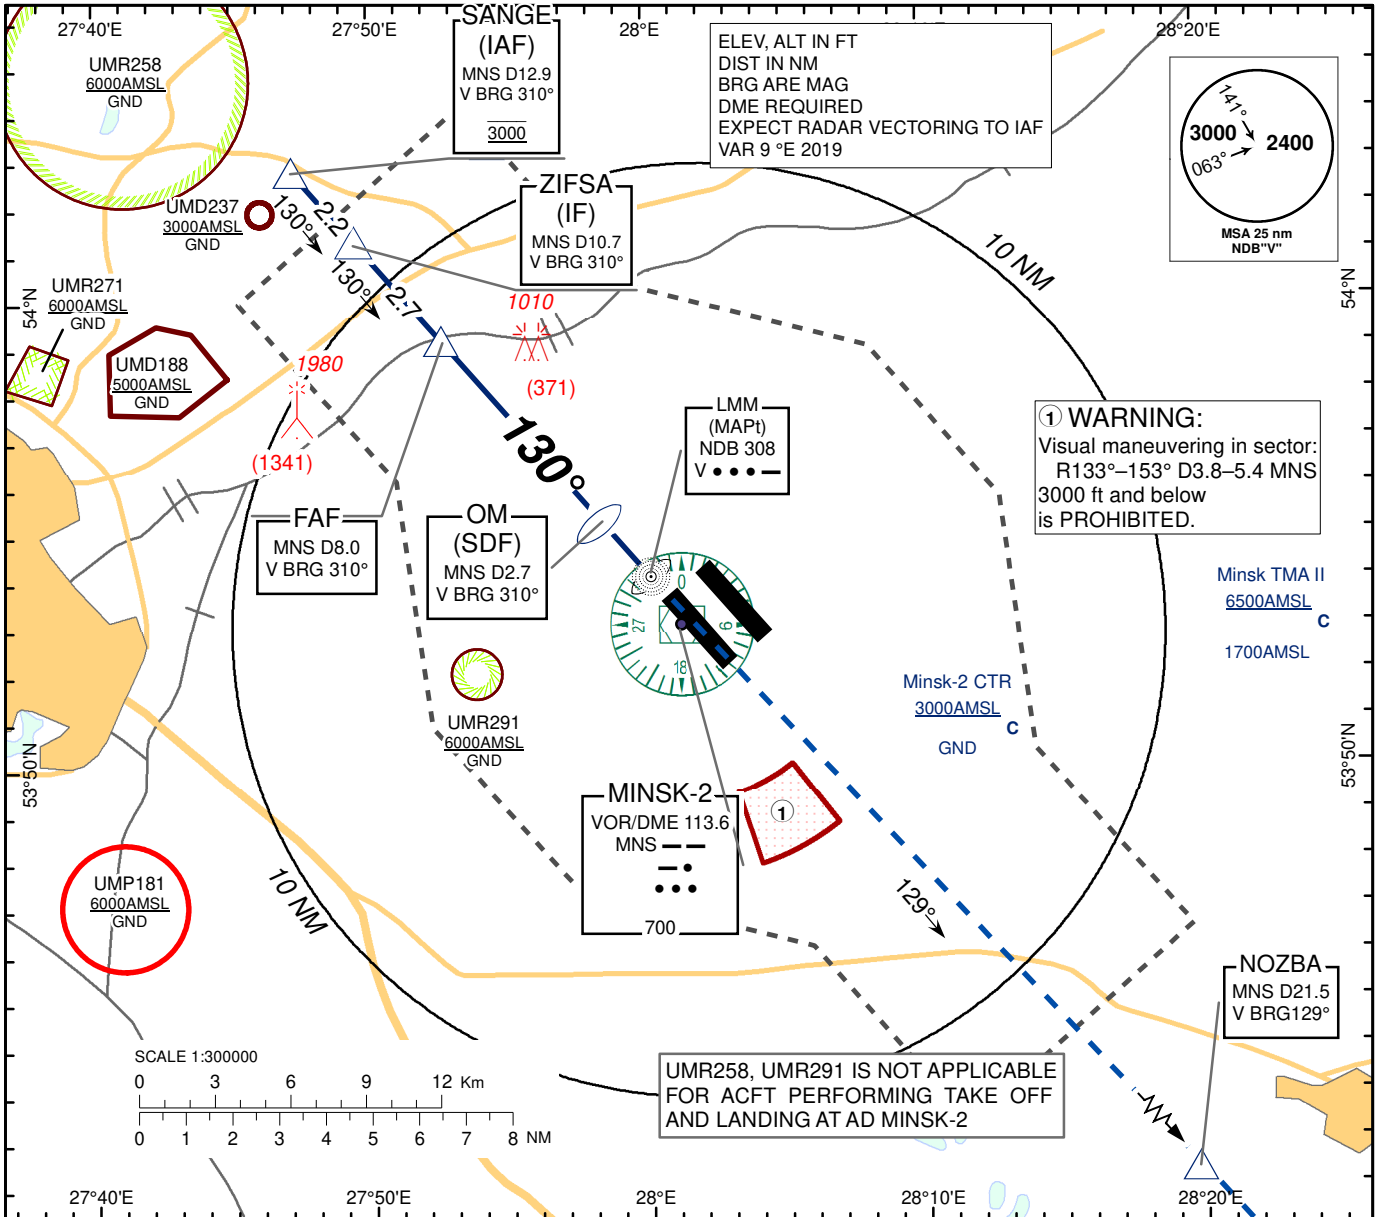 27°40'E
27°50'E
28°E
28°20'E
SANGE
(IAF)
MNS D12.9
V BRG 310°
3000
ELEV, ALT IN FT
DIST IN NM
BRG ARE MAG
DME REQUIRED
EXPECT RADAR VECTORING TO IAF
VAR 9 °E 2019
141°
3000
2400
063°
MSA 25 nm
NDB"V"
UMR258
6000AMSL
GND
UMD237
3000AMSL
GND
2.2
130°
ZIFSA
(IF)
MNS D10.7
V BRG 310°
130°
2.7
10 NM
54°N
54°N
UMR271
6000AMSL
GND
UMD188
5000AMSL
GND
1010
(371)
1980
(1341)
130°
LMM
(MAPt)
NDB 308
V
1 WARNING:
Visual maneuvering in sector:
R133°–153° D3.8–5.4 MNS
3000 ft and below
is PROHIBITED.
FAF
MNS D8.0
V BRG 310°
OM
(SDF)
MNS D2.7
V BRG 310°
0
6
18
27
Minsk TMA II
6500AMSL
C
1700AMSL
Minsk-2 CTR
3000AMSL
C
GND
UMR291
6000AMSL
GND
53°50'N
53°50'N
MINSK-2
VOR/DME 113.6
MNS
700
1
UMP181
6000AMSL
GND
10 NM
129°
NOZBA
MNS D21.5
V BRG129°
SCALE 1:300000
0 3 6 9 12 Km
0 1 2 3 4 5 6 7 8 NM
UMR258, UMR291 IS NOT APPLICABLE
FOR ACFT PERFORMING TAKE OFF
AND LANDING AT AD MINSK-2
27°40'E
27°50'E
28°E
28°10'E
28°20'E